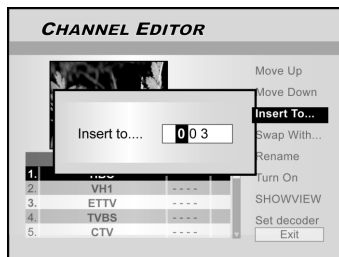 CHANNEL EDITOR
Move Up
Move Down
Insert To...
Swap With...
Rename
Turn On
SHOWVIEW
Set decoder
Exit
Insert to.... 0 0 3
1.
2. VH1 - - - -
3. ETTV - - - -
4. TVBS - - - -
5. CTV - - - -